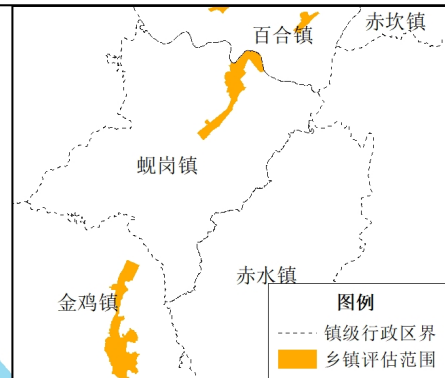 百合镇
赤坎镇
蚬岗镇
赤水镇
金鸡镇
图例
镇级行政区界
乡镇评估范围